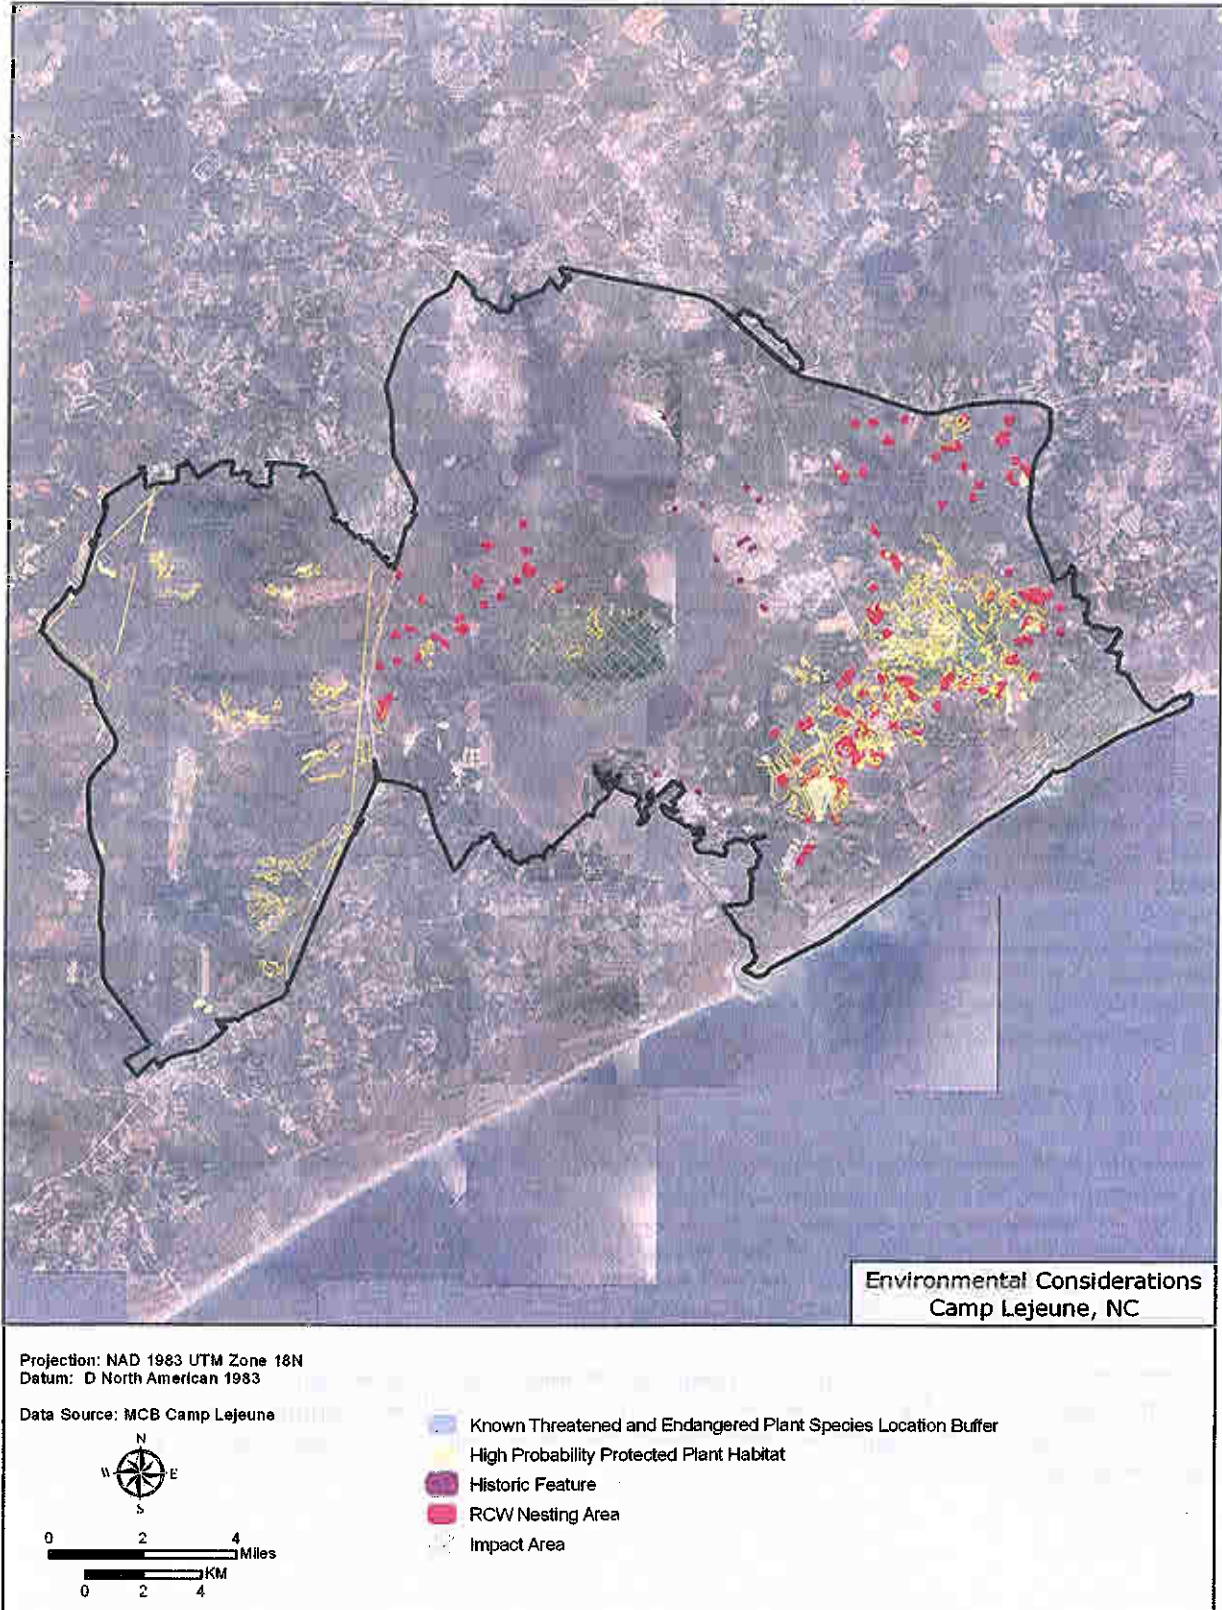 Environmental Considerations
Camp Lejeune, NC
Projection: NAD 1983 UTM Zone 18N
Datum: D North American 1983
Data Source: MCB Camp Lejeune
N
W E
S
0 2 4
Miles
KM
0 2 4
Known Threatened and Endangered Plant Species Location Buffer
High Probability Protected Plant Habitat
Historic Feature
RCW Nesting Area
Impact Area